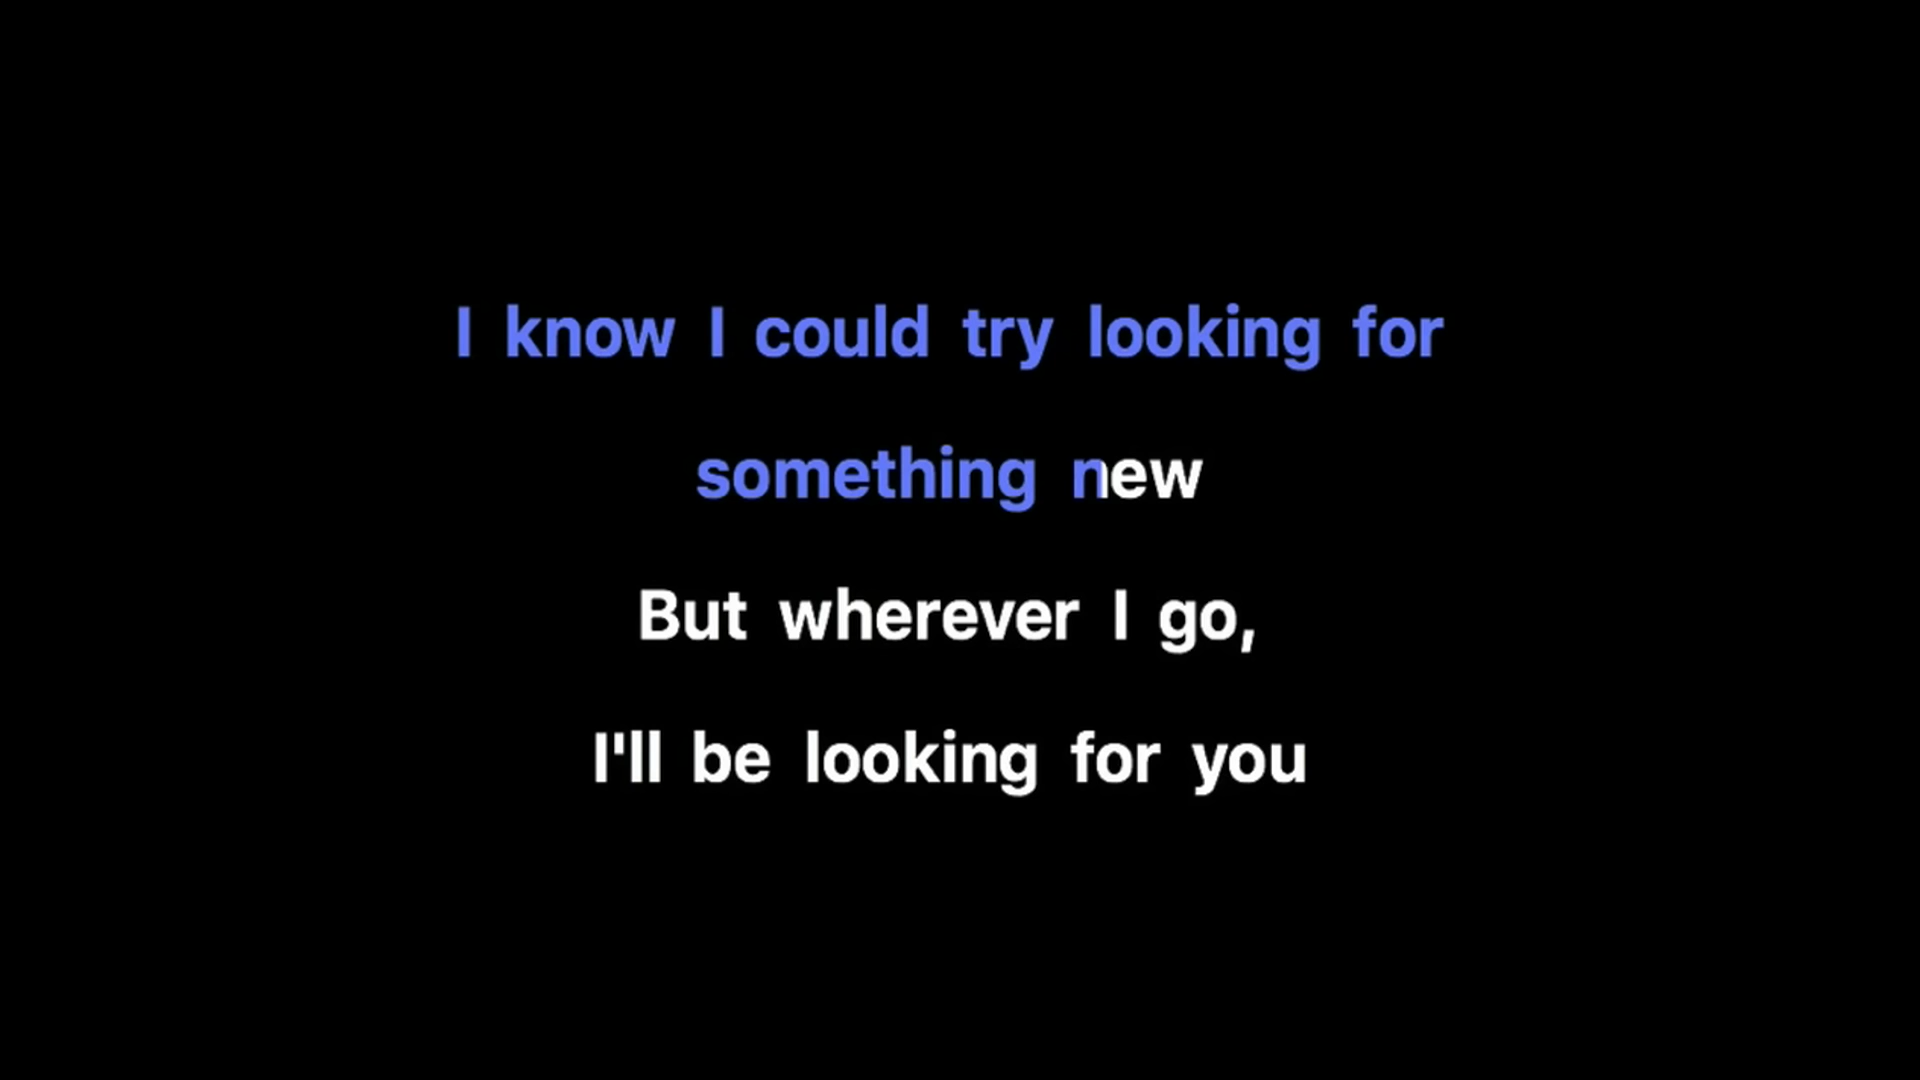 I know I could try looking for
something new
But wherever I go,
I'll be looking for you